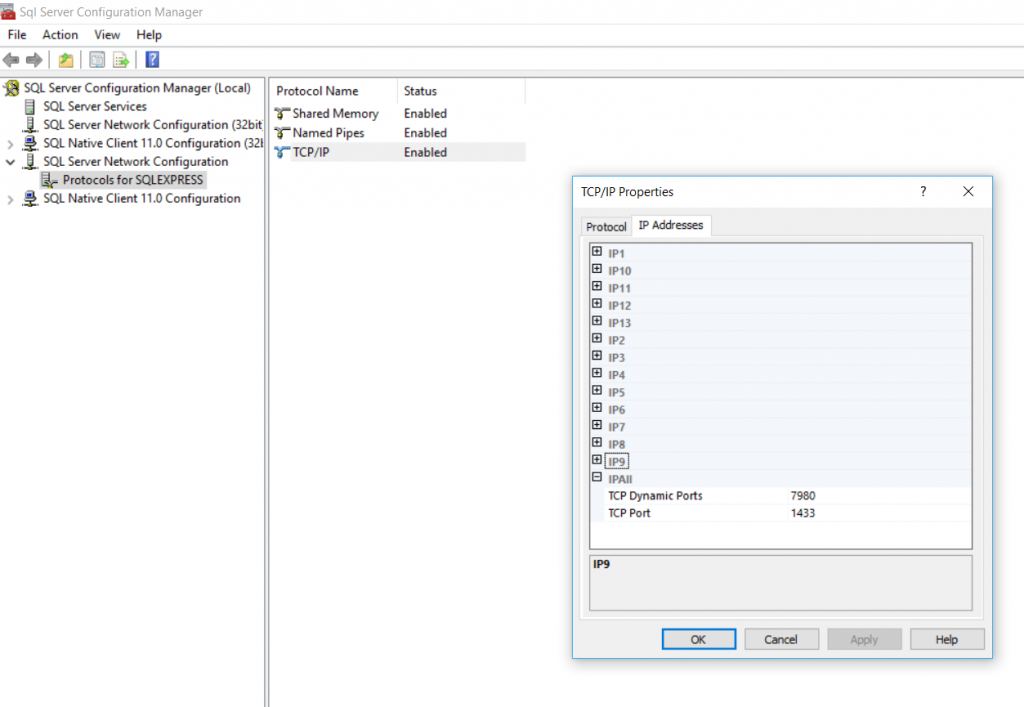 Sql Server Configuration Manager
File Action View Help
SQL Server Configuration Manager (Local)
SQL Server Services
SQL Server Network Configuration (32bit
SQL Native Client 11.0 Configuration (32b
SQL Server Network Configuration
Protocols for SQLEXPRESS
SQL Native Client 11.0 Configuration
Protocol Name Status
Shared Memory Enabled
Named Pipes Enabled
TCP/IP Enabled
TCP/IP Properties
Protocol IP Addresses
IP1
IP10
IP11
IP12
IP13
IP2
IP3
IP4
IP5
IP6
IP7
IP8
IP9
IPAll
TCP Dynamic Ports 7980
TCP Port 1433
IP9
OK Cancel Apply Help